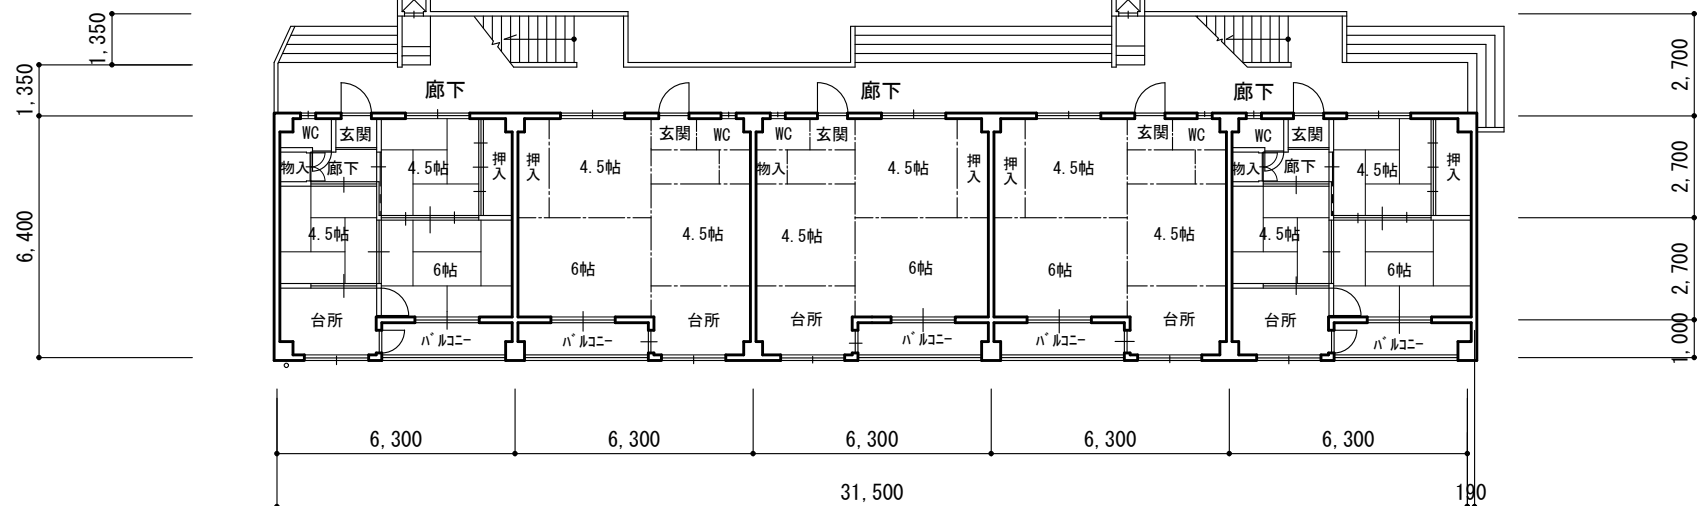 1,350
1,350
6,400
2,700
2,700
2,700
1,000
廊下
廊下
廊下
WC
玄関
物入
廊下
4.5帖
押入
4.5帖
6帖
台所
バルコニー
押入
4.5帖
玄関
WC
4.5帖
6帖
台所
バルコニー
WC
玄関
物入
4.5帖
押入
4.5帖
6帖
台所
バルコニー
押入
4.5帖
玄関
WC
4.5帖
6帖
台所
バルコニー
WC
玄関
物入
廊下
4.5帖
押入
4.5帖
6帖
台所
バルコニー
6,300
6,300
6,300
6,300
6,300
31,500
190